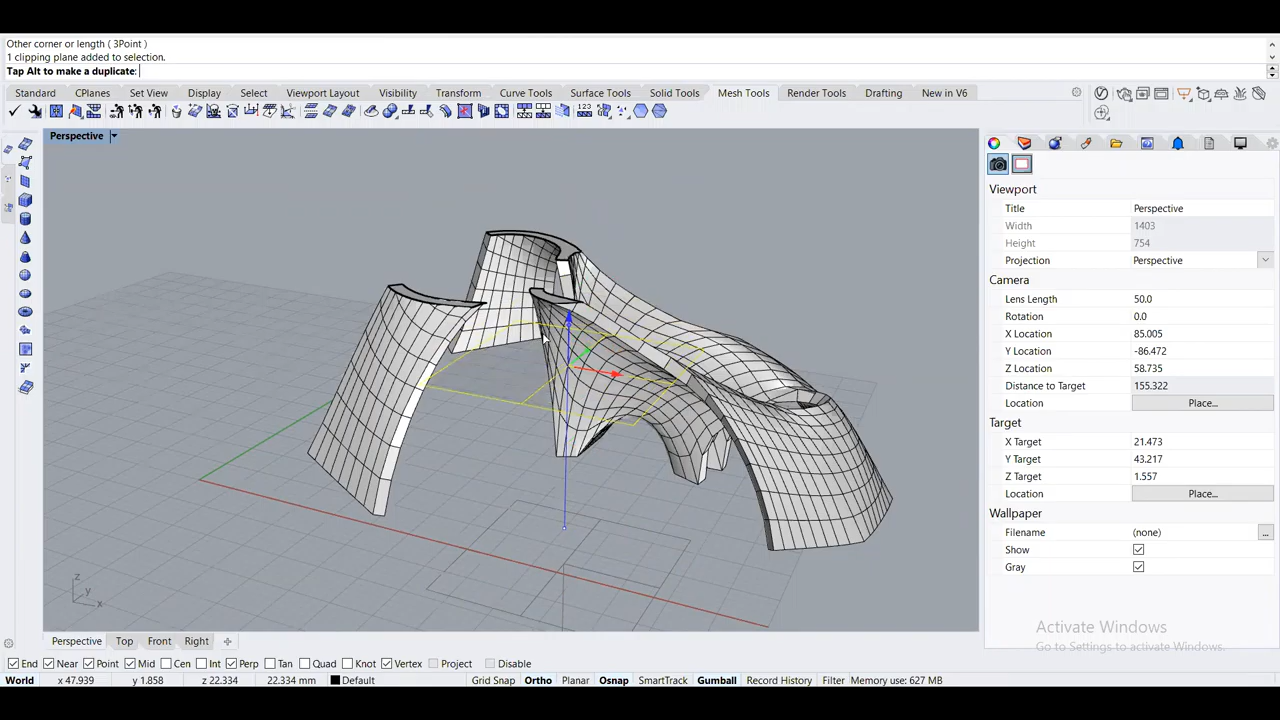 Other corner or length ( 3Point )
1 clipping plane added to selection.
Tap Alt to make a duplicate:
Standard CPlanes Set View Display Select Viewport Layout Visibility Transform Curve Tools Surface Tools Solid Tools Mesh Tools Render Tools Drafting New in V6
Perspective
Viewport
Title Perspective
Width 1403
Height 754
Projection Perspective
Camera
Lens Length 50.0
Rotation 0.0
X Location 85.005
Y Location -86.472
Z Location 58.735
Distance to Target 155.322
Location Place...
Target
X Target 21.473
Y Target 43.217
Z Target 1.557
Location Place...
Wallpaper
Filename (none) ...
Show
Gray
z
y
x
Activate Windows
Go to Settings to activate Windows.
Perspective Top Front Right
End Near Point Mid Cen Int Perp Tan Quad Knot Vertex Project Disable
World x 47.939 y 1.858 z 22.334 22.334 mm Default Grid Snap Ortho Planar Osnap SmartTrack Gumball Record History Filter Memory use: 627 MB